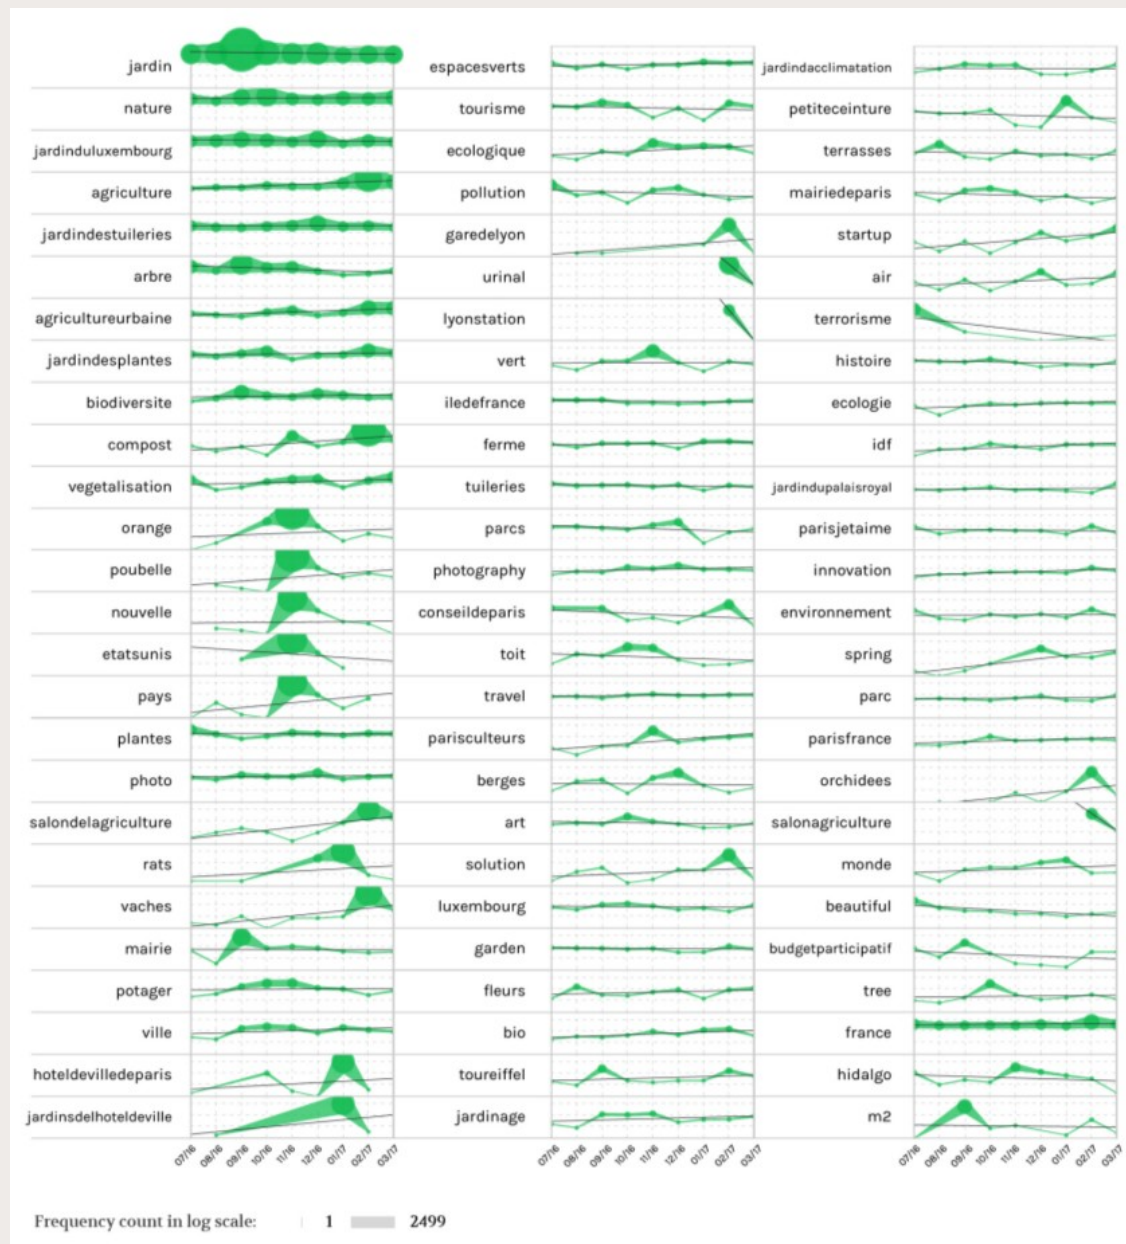 jardin
nature
jardinduluxembourg
agriculture
jardindestuileries
arbre
agricultureurbaine
jardindesplantes
biodiversite
compost
vegetalisation
orange
poubelle
nouvelle
etatsunis
pays
plantes
photo
salondelagriculture
rats
vaches
mairie
potager
ville
hoteldevilledeparis
jardinsdelhoteldeville
07/16 08/16 09/16 10/16 11/16 12/16 01/17 02/17 03/17
espacesverts
tourisme
ecologique
pollution
garedelyon
urinal
lyonstation
vert
iledefrance
ferme
tuileries
parcs
photography
conseildeparis
toit
travel
parisculteurs
berges
art
solution
luxembourg
garden
fleurs
bio
toureiffel
jardinage
07/16 08/16 09/16 10/16 11/16 12/16 01/17 02/17 03/17
jardindacclimatation
petiteceinture
terrasses
mairiedeparis
startup
air
terrorisme
histoire
ecologie
idf
jardindupalaisroyal
parisjetaime
innovation
environnement
spring
parc
parisfrance
orchidees
salonagriculture
monde
beautiful
budgetparticipatif
tree
france
hidalgo
m2
07/16 08/16 09/16 10/16 11/16 12/16 01/17 02/17 03/17
Frequency count in log scale: 1 2499